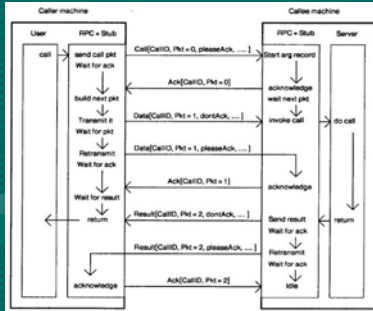 Caller machine
Callee machine
User
RPC + Stub
RPC + Stub
Server
call
send call pkt
Wait for ack
Call[CallID, Pkt = 0, pleaseAck, .... ]
Start arg record
Ack[CallID, Pkt = 0]
acknowledge
wait next pkt
build next pkt
Transmit it
Wait for pkt
Data[CallID, Pkt = 1, dontAck, .... ]
invoke call
do call
Retransmit
Wait for ack
Data[CallID, Pkt = 1, pleaseAck, .... ]
Ack[CallID, Pkt = 1]
acknowledge
Wait for result
return
Result[CallID, Pkt = 2, dontAck, .... ]
Send result
Wait for ack
return
Result[CallID, Pkt = 2, pleaseAck, .... ]
Retransmit
Wait for ack
acknowledge
Ack[CallID, Pkt = 2]
Idle